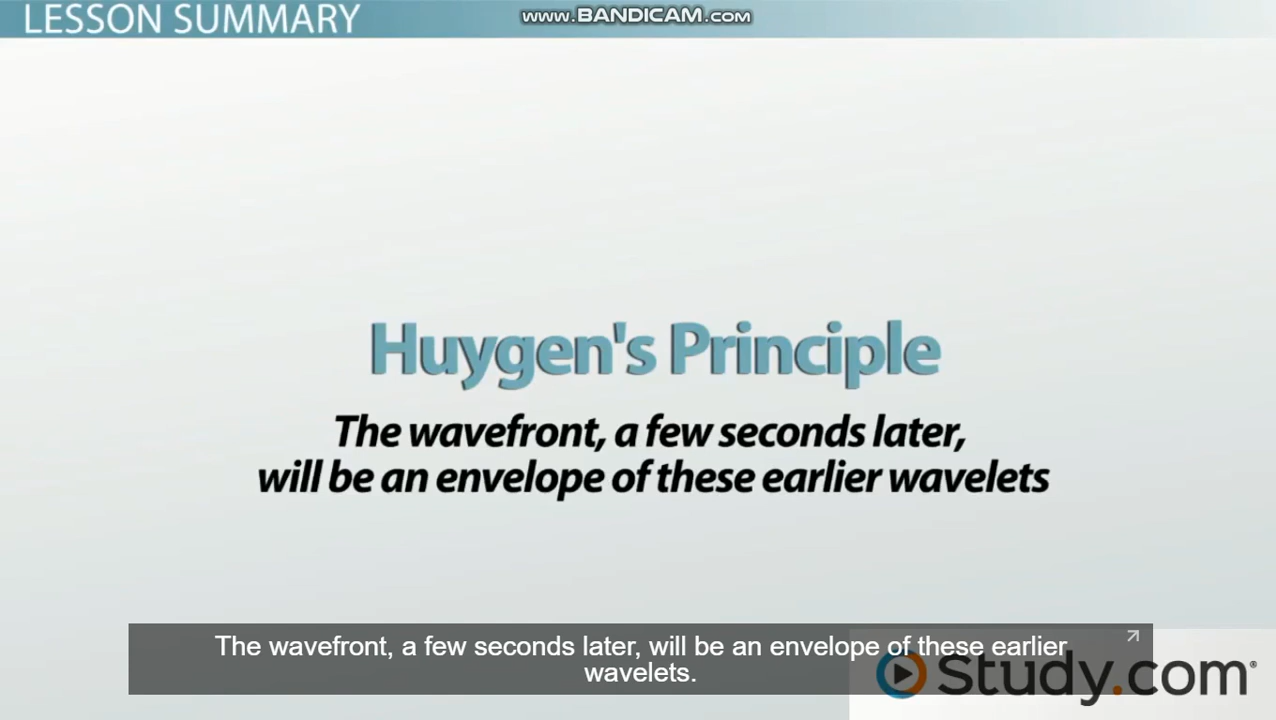 LESSON SUMMARY
www.BANDICAM.com
Huygen's Principle
The wavefront, a few seconds later,
will be an envelope of these earlier wavelets
The wavefront, a few seconds later, will be an envelope of these earlier
wavelets.
Study.com®